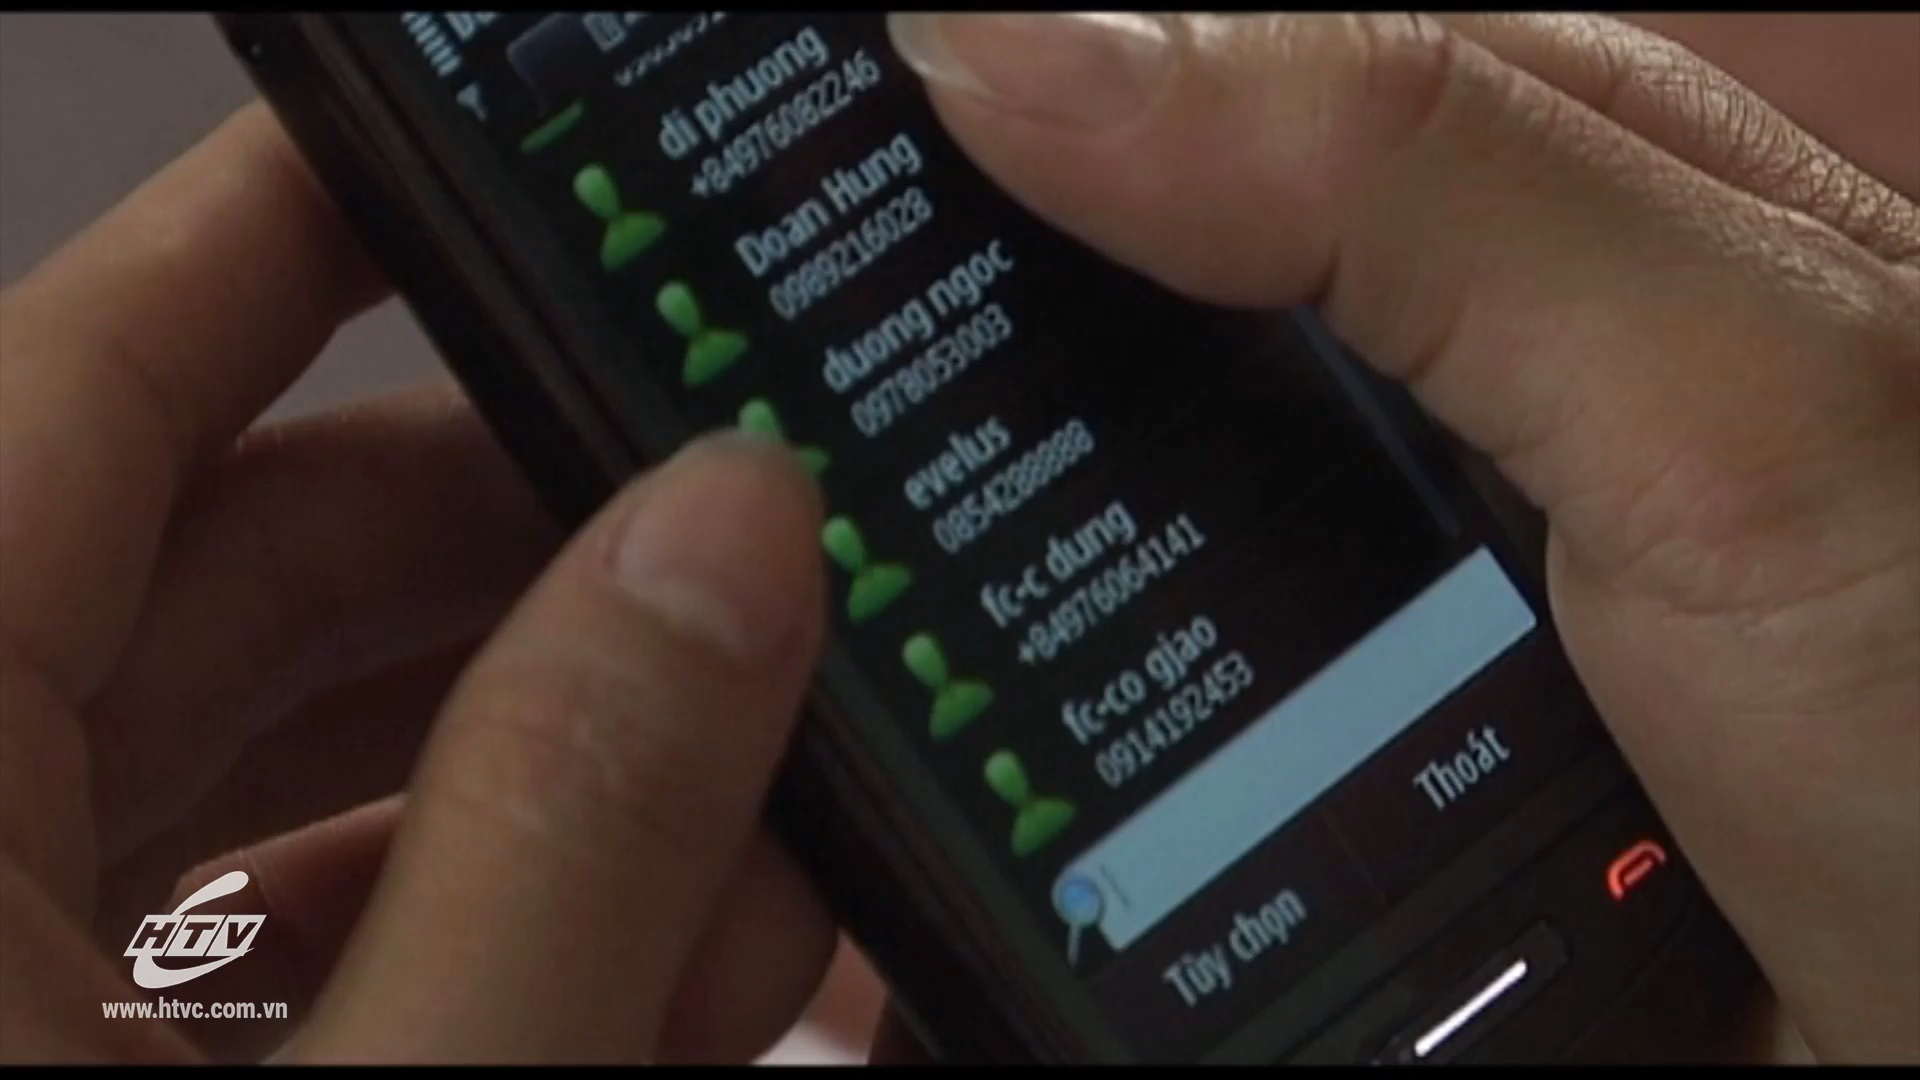 di phuong
+84976082246
Doan Hung
0989216028
duong ngoc
0978053003
evelus
0854288888
fc-c dung
+84976064141
fc-co gjao
0914192453
Thoát
Tùy chọn
HTV
www.htvc.com.vn